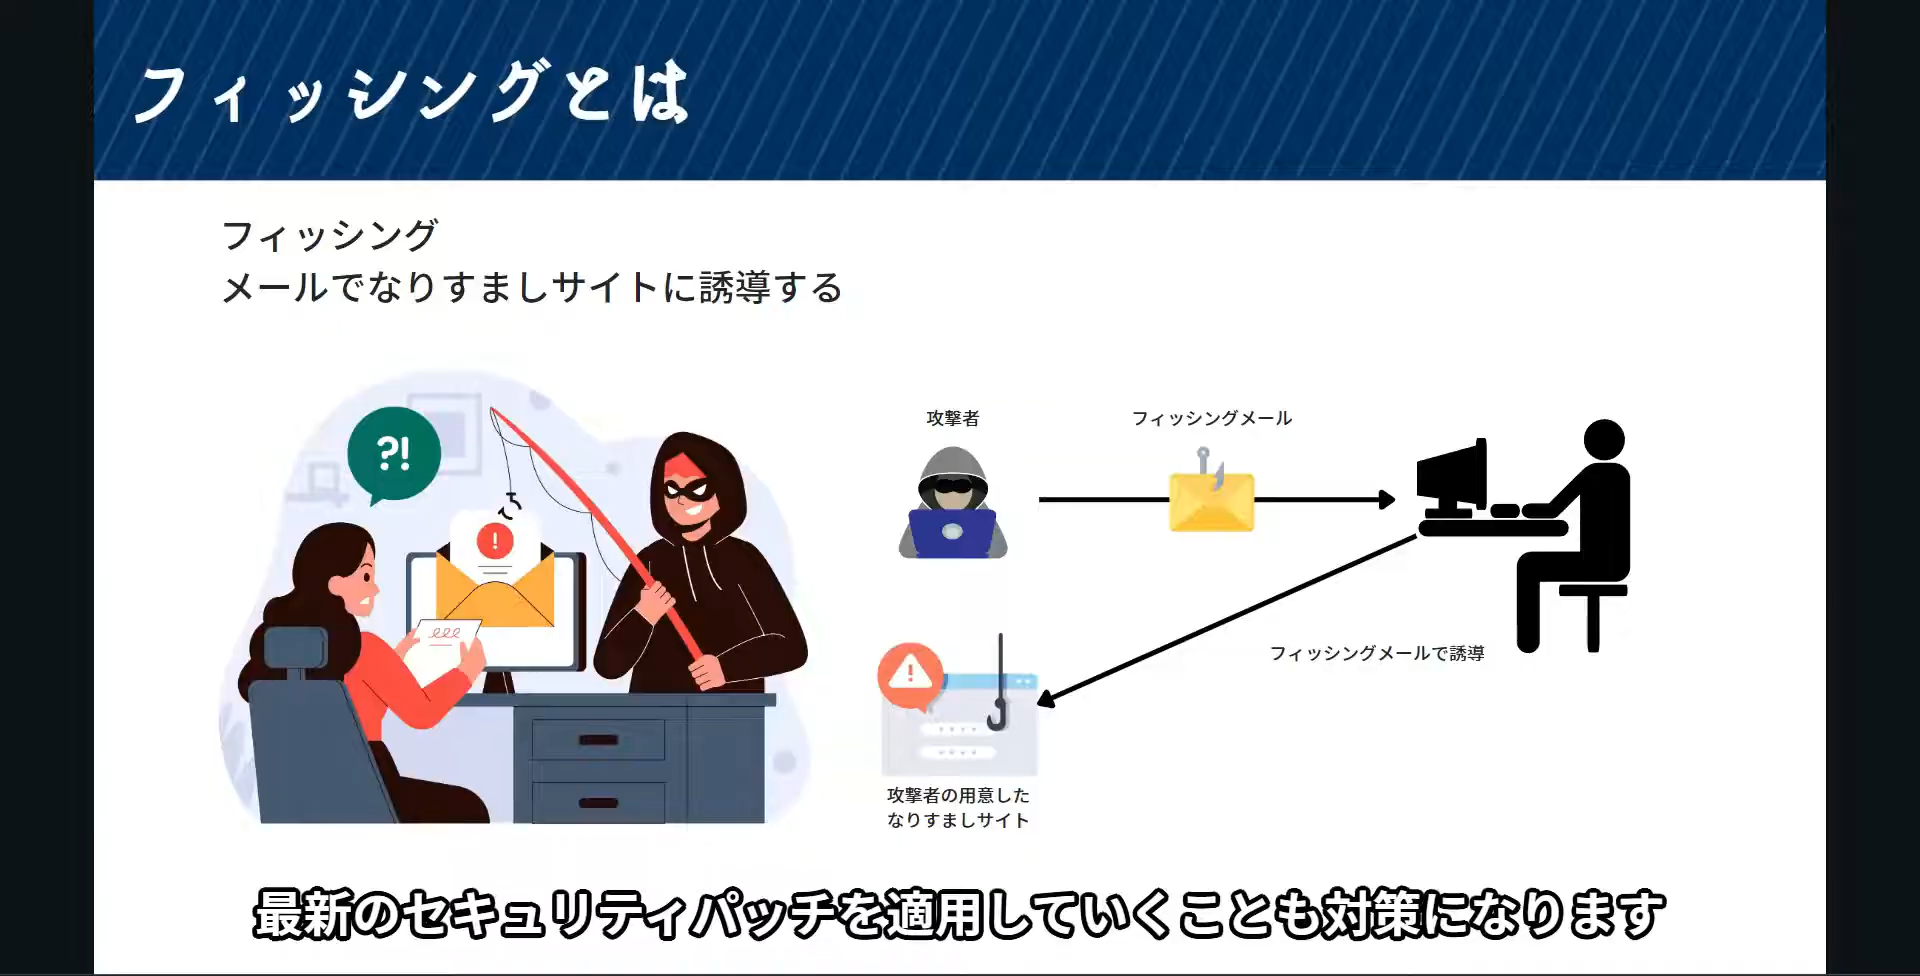 フィッシングとは
フィッシング
メールでなりすましサイトに誘導する
?!
!
攻撃者
フィッシングメール
フィッシングメールで誘導
!
攻撃者の用意した
なりすましサイト
最新のセキュリティパッチを適用していくことも対策になります